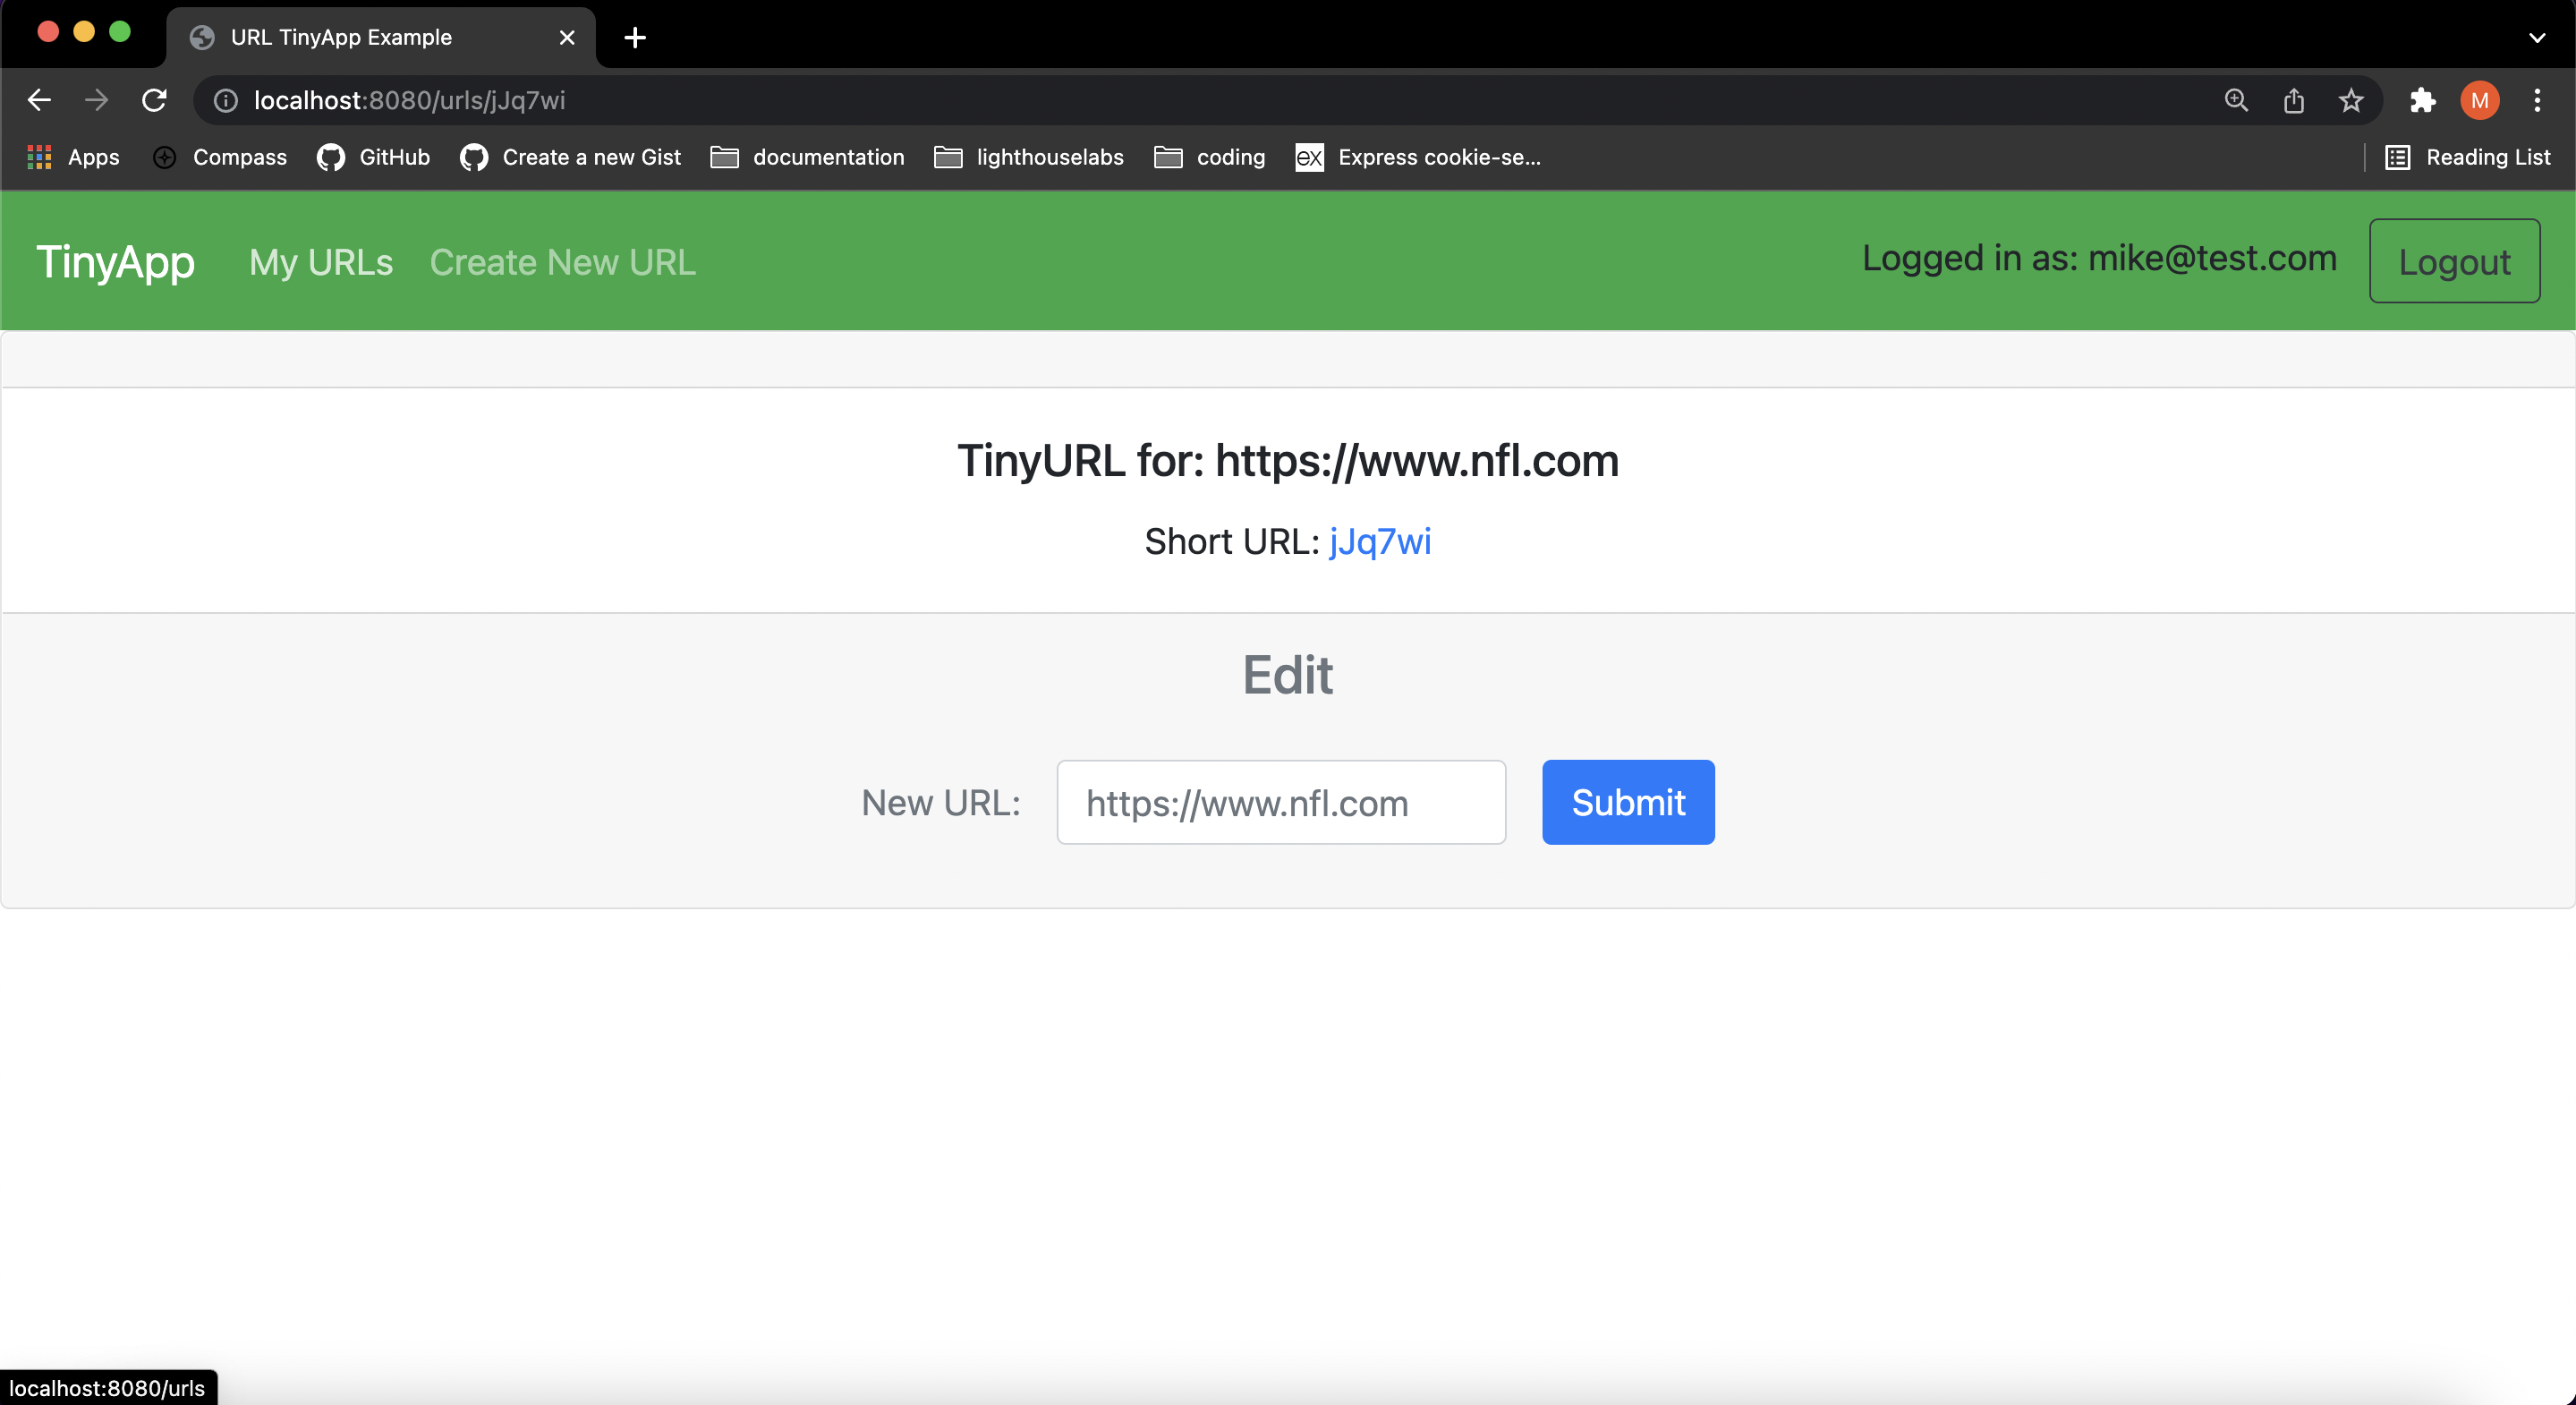 URL TinyApp Example
localhost:8080/urls/jJq7wi
M
Apps Compass GitHub Create a new Gist documentation lighthouselabs coding ex Express cookie-se... Reading List
TinyApp My URLs Create New URL Logged in as: mike@test.com Logout
TinyURL for: https://www.nfl.com
Short URL: jJq7wi
Edit
New URL: https://www.nfl.com Submit
localhost:8080/urls